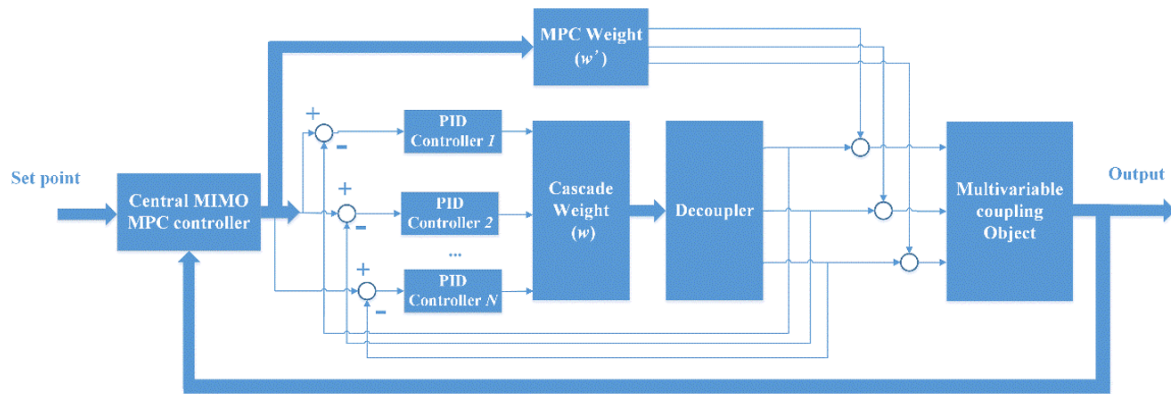 MPC Weight
(w’)
+
PID
Controller 1
−
Set point
Central MIMO
MPC controller
+
PID
Controller 2
−
...
+
PID
Controller N
−
Cascade
Weight
(w)
Decoupler
Multivariable
coupling
Object
Output